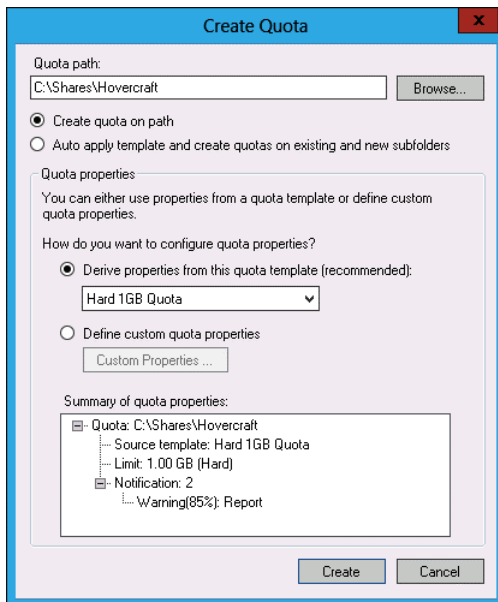 Create Quota
x
Quota path:
C:\Shares\Hovercraft
Browse...
Create quota on path
Auto apply template and create quotas on existing and new subfolders
Quota properties
You can either use properties from a quota template or define custom
quota properties.
How do you want to configure quota properties?
Derive properties from this quota template (recommended):
Hard 1GB Quota
Define custom quota properties
Custom Properties ...
Summary of quota properties:
Quota: C:\Shares\Hovercraft
Source template: Hard 1GB Quota
Limit: 1.00 GB (Hard)
Notification: 2
Warning(85%): Report
Create
Cancel